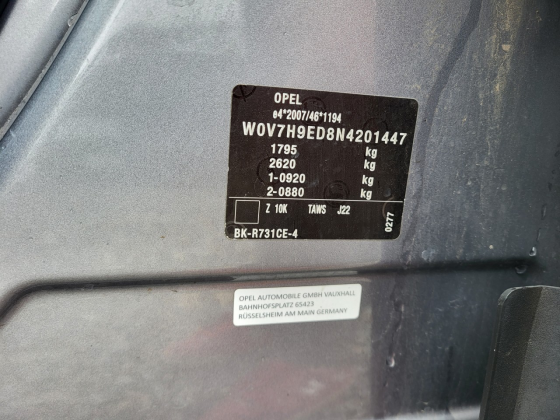 OPEL
e4*2007/46*1194
W0V7H9ED8N4201447
1795 kg
2620 kg
1-0920 kg
2-0880 kg
Z 10K TAWS J22
0277
BK-R731CE-4
OPEL AUTOMOBILE GMBH VAUXHALL
BAHNHOFSPLATZ 65423
RÜSSELSHEIM AM MAIN GERMANY